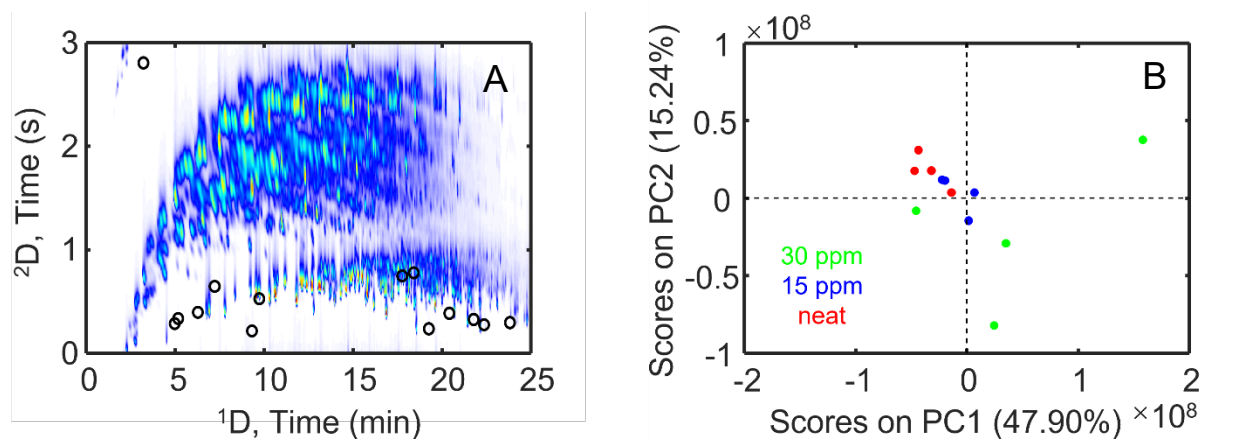 A
3
2
1
0
0
5
10
15
20
25
²D, Time (s)
¹D, Time (min)
B
×10⁸
1
0.5
0
-0.5
-1
-2
-1
0
1
2
×10⁸
Scores on PC2 (15.24%)
Scores on PC1 (47.90%)
30 ppm
15 ppm
neat